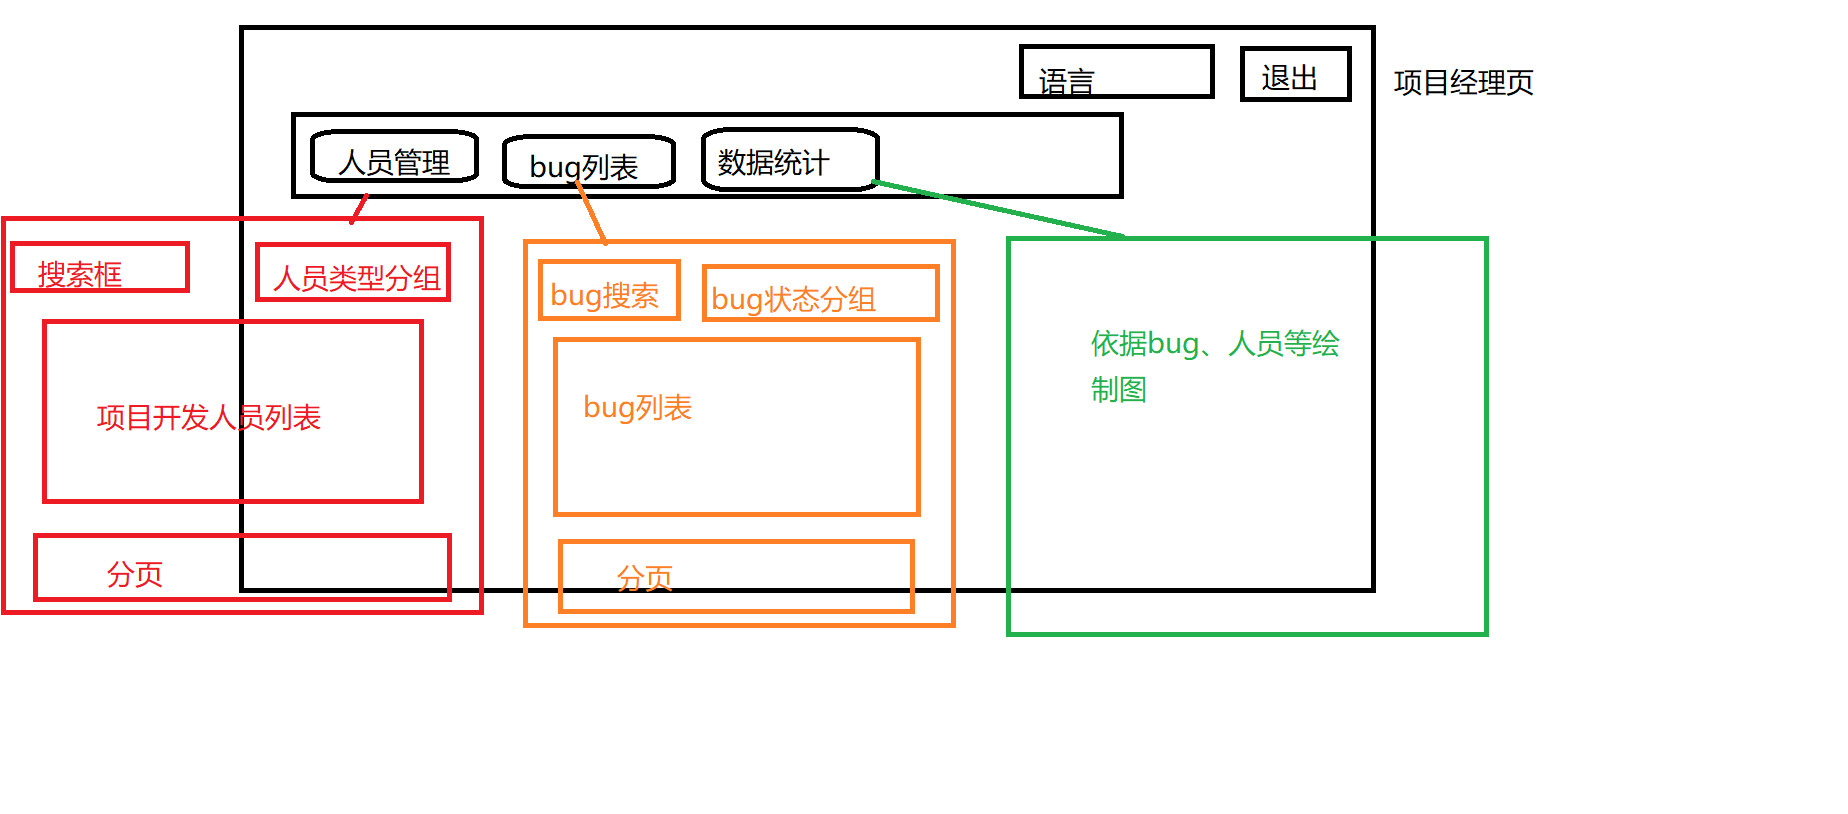 语言
退出
项目经理页
人员管理
bug列表
数据统计
搜索框
人员类型分组
项目开发人员列表
分页
bug搜索
bug状态分组
bug列表
分页
依据bug、人员等绘
制图